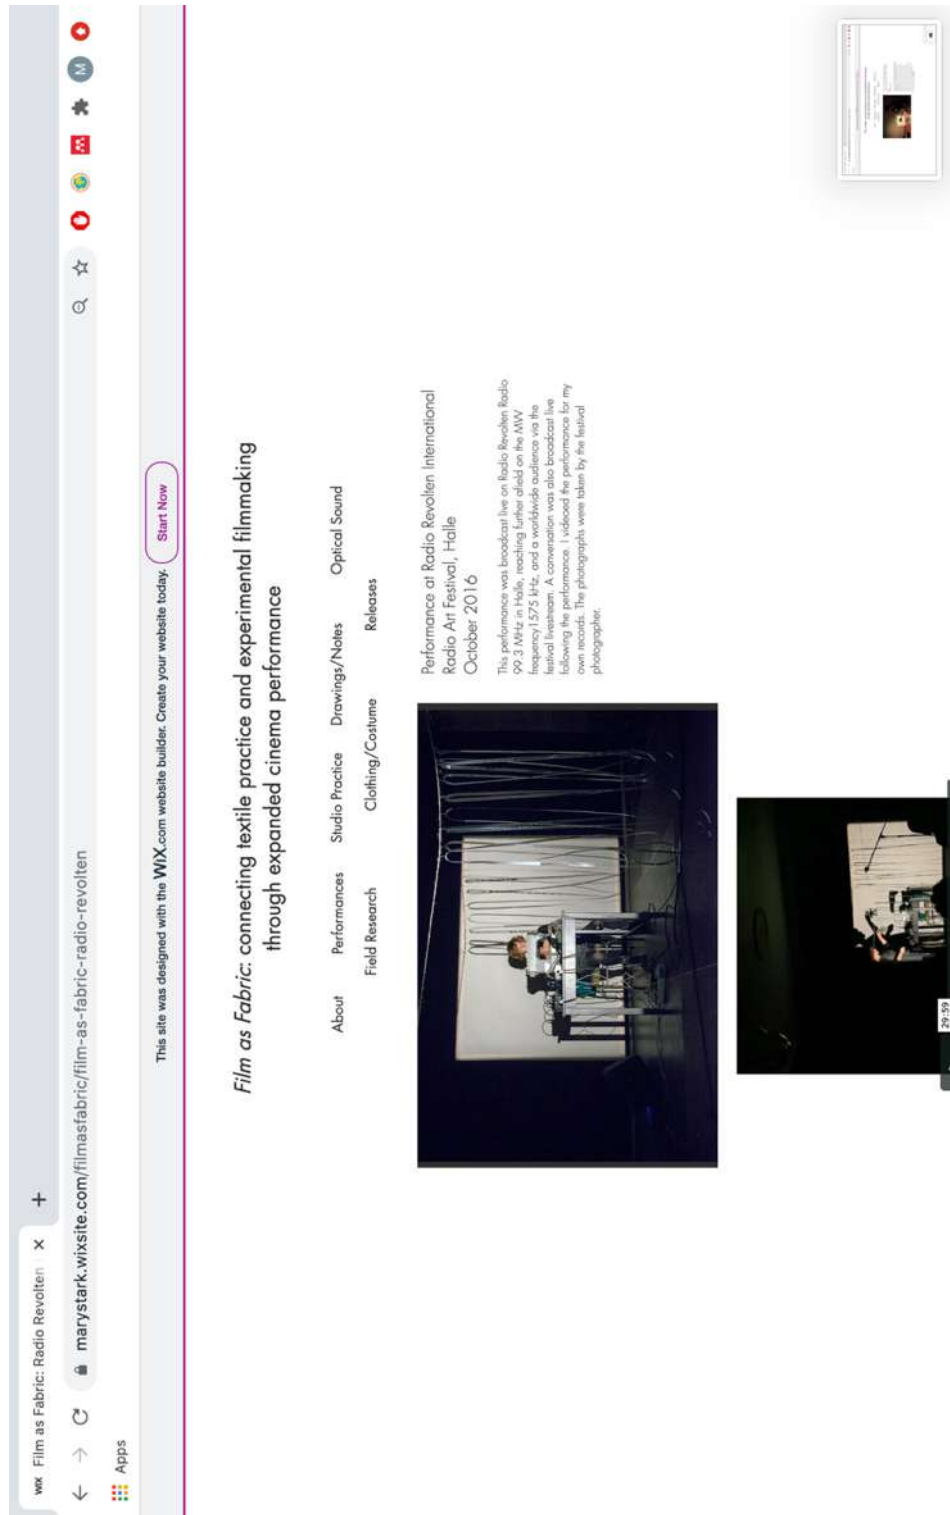 WiX Film as Fabric: Radio Revolten
marystark.wixsite.com/filmasfabric/film-as-fabric-radio-revolten
M
Apps
This site was designed with the WiX.com website builder. Create your website today. Start Now
Film as Fabric: connecting textile practice and experimental filmmaking
through expanded cinema performance
About Performances Studio Practice Drawings/Notes Optical Sound
Field Research Clothing/Costume Releases
Performance at Radio Revolten International
Radio Art Festival, Halle
October 2016
This performance was broadcast live on Radio Revolten Radio
99.3 MHz in Halle, reaching further afield on the MW
frequency1575 kHz, and a worldwide audience via the
festival livestream. A conversation was also broadcast live
following the performance. I videoed the performance for my
own records. The photographs were taken by the festival
photographer.
29:59